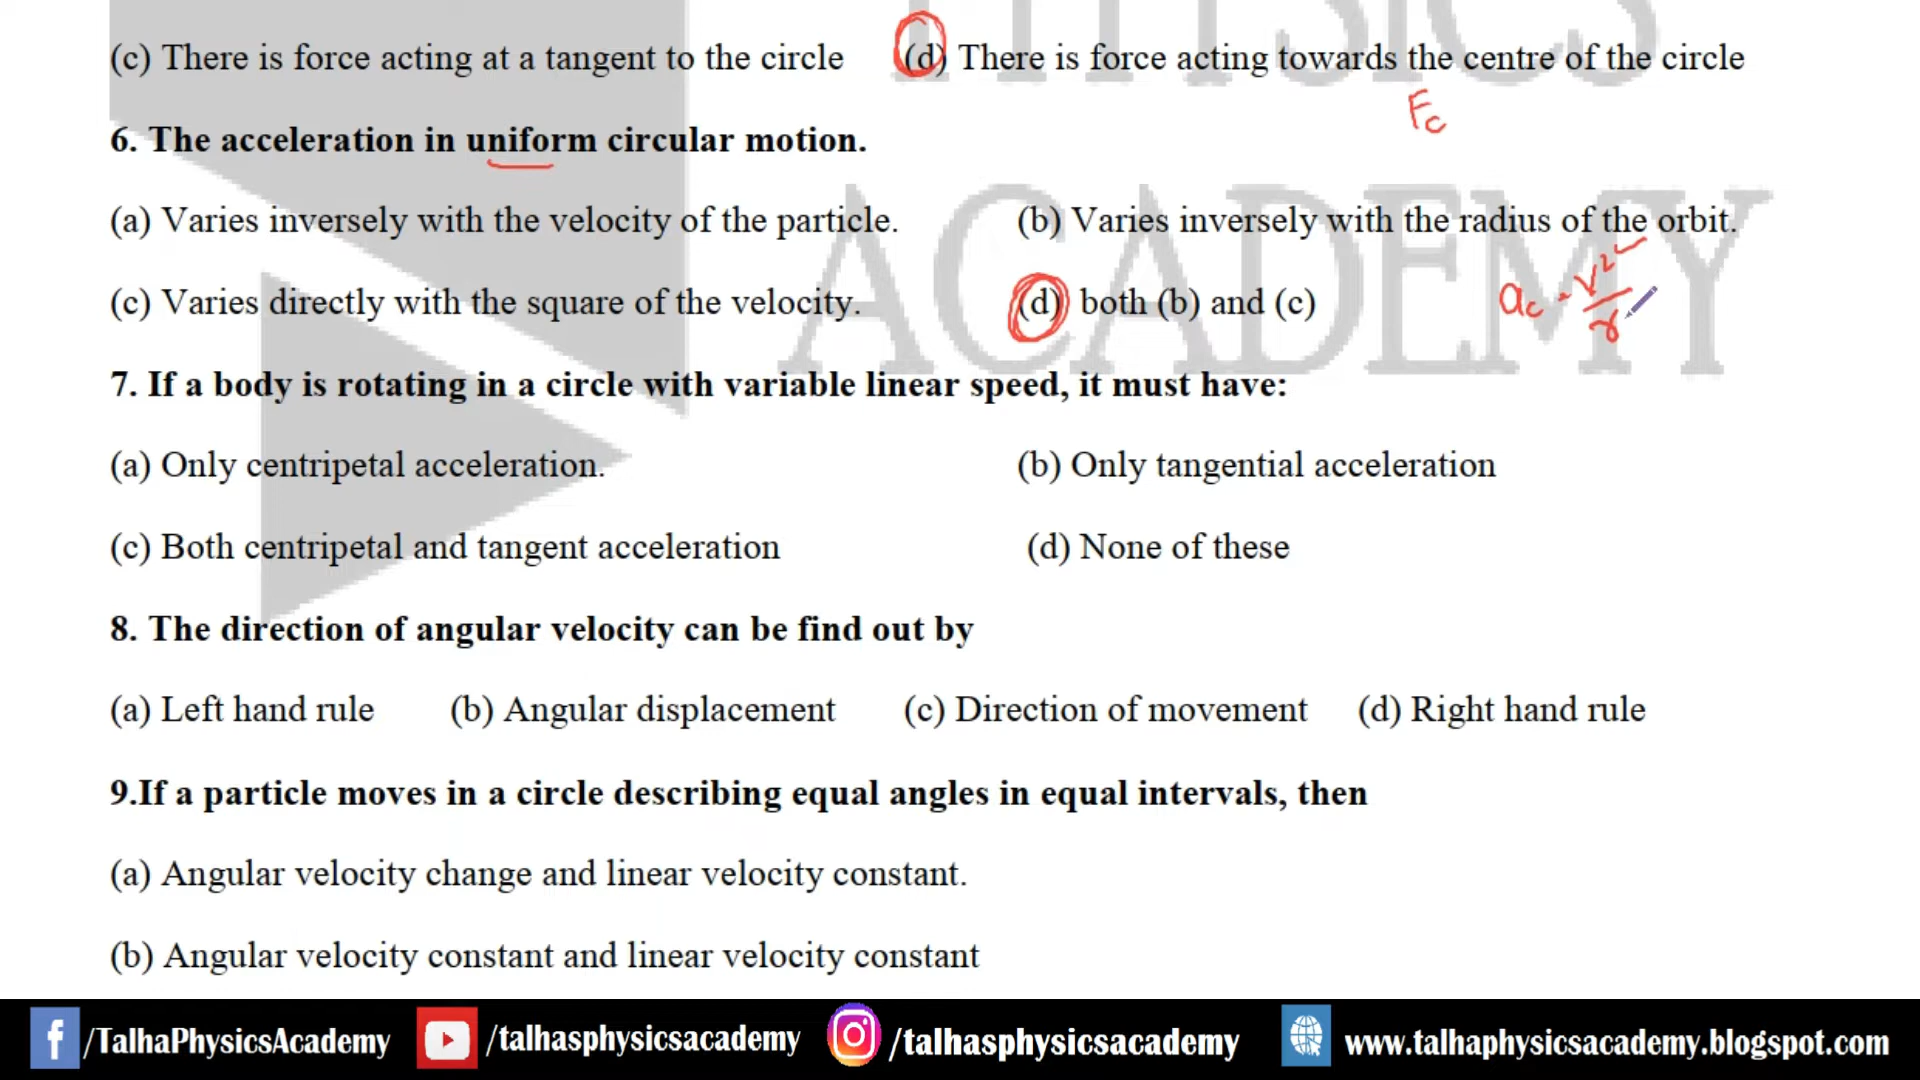 (c) There is force acting at a tangent to the circle (d) There is force acting towards the centre of the circle
Fc
6. The acceleration in uniform circular motion.
(a) Varies inversely with the velocity of the particle. (b) Varies inversely with the radius of the orbit.
(c) Varies directly with the square of the velocity. (d) both (b) and (c)
ac = v²/r
7. If a body is rotating in a circle with variable linear speed, it must have:
(a) Only centripetal acceleration. (b) Only tangential acceleration
(c) Both centripetal and tangent acceleration (d) None of these
8. The direction of angular velocity can be find out by
(a) Left hand rule (b) Angular displacement (c) Direction of movement (d) Right hand rule
9.If a particle moves in a circle describing equal angles in equal intervals, then
(a) Angular velocity change and linear velocity constant.
(b) Angular velocity constant and linear velocity constant
PHYSICS
ACADEMY
/TalhaPhysicsAcademy /talhasphysicsacademy /talhasphysicsacademy www.talhaphysicsacademy.blogspot.com